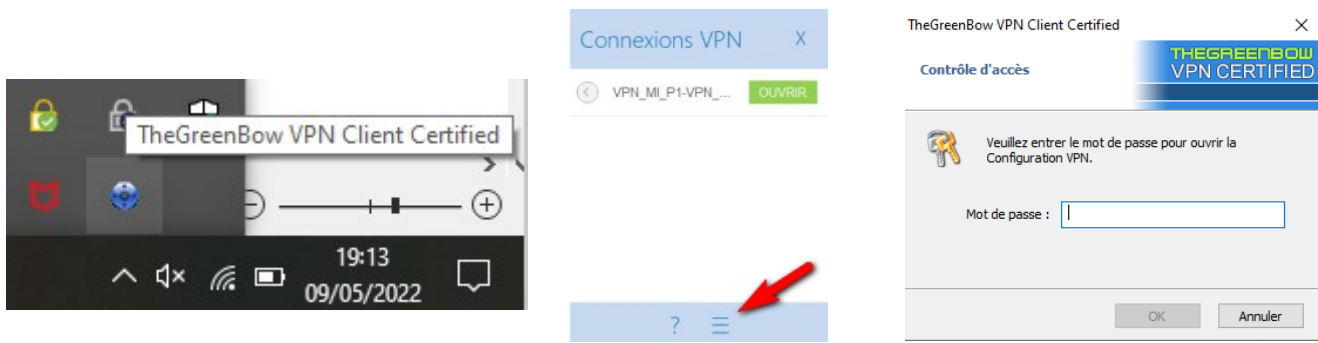 TheGreenBow VPN Client Certified
19:13
09/05/2022
Connexions VPN X
VPN_MI_P1-VPN_... OUVRIR
?
TheGreenBow VPN Client Certified
Contrôle d'accès
THEGREENBOW
VPN CERTIFIED
Veuillez entrer le mot de passe pour ouvrir la
Configuration VPN.
Mot de passe :
OK Annuler